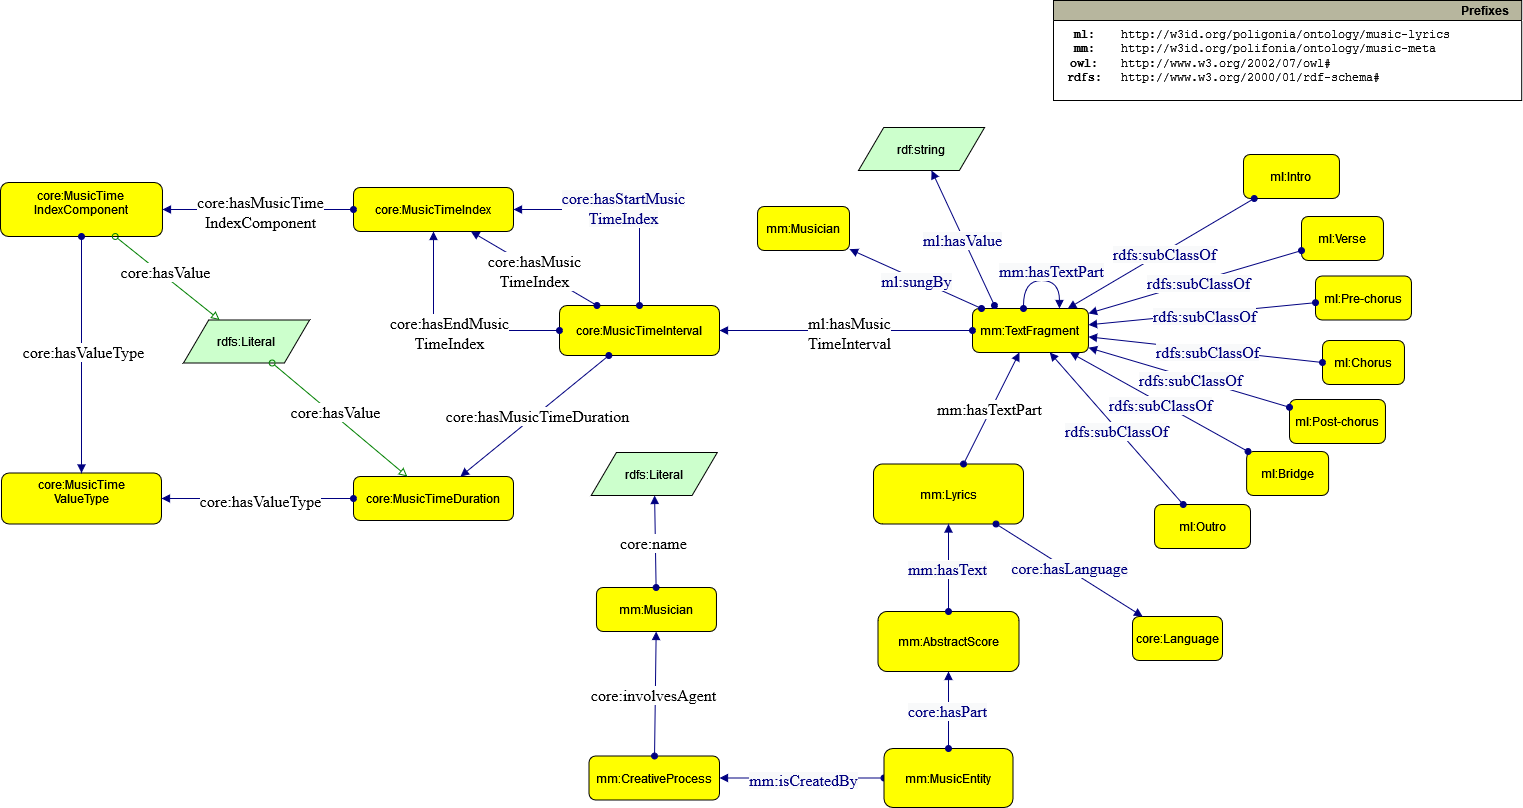 Prefixes
ml: http://w3id.org/poligonia/ontology/music-lyrics
mm: http://w3id.org/polifonia/ontology/music-meta
owl: http://www.w3.org/2002/07/owl#
rdfs: http://www.w3.org/2000/01/rdf-schema#
rdf:string
ml:Intro
core:MusicTime
IndexComponent
core:hasMusicTime
IndexComponent
core:MusicTimeIndex
core:hasStartMusic
TimeIndex
mm:Musician
ml:hasValue
rdfs:subClassOf
ml:Verse
core:hasValue
core:hasMusic
TimeIndex
ml:sungBy
mm:hasTextPart
rdfs:subClassOf
ml:Pre-chorus
rdfs:subClassOf
core:hasEndMusic
TimeIndex
core:MusicTimeInterval
ml:hasMusic
TimeInterval
mm:TextFragment
rdfs:Literal
core:hasValueType
rdfs:subClassOf
ml:Chorus
rdfs:subClassOf
core:hasValue
core:hasMusicTimeDuration
mm:hasTextPart
rdfs:subClassOf
ml:Post-chorus
rdfs:subClassOf
rdfs:Literal
ml:Bridge
core:MusicTime
ValueType
core:hasValueType
core:MusicTimeDuration
mm:Lyrics
ml:Outro
core:name
mm:hasText
core:hasLanguage
mm:Musician
mm:AbstractScore
core:Language
core:involvesAgent
core:hasPart
mm:CreativeProcess
mm:isCreatedBy
mm:MusicEntity